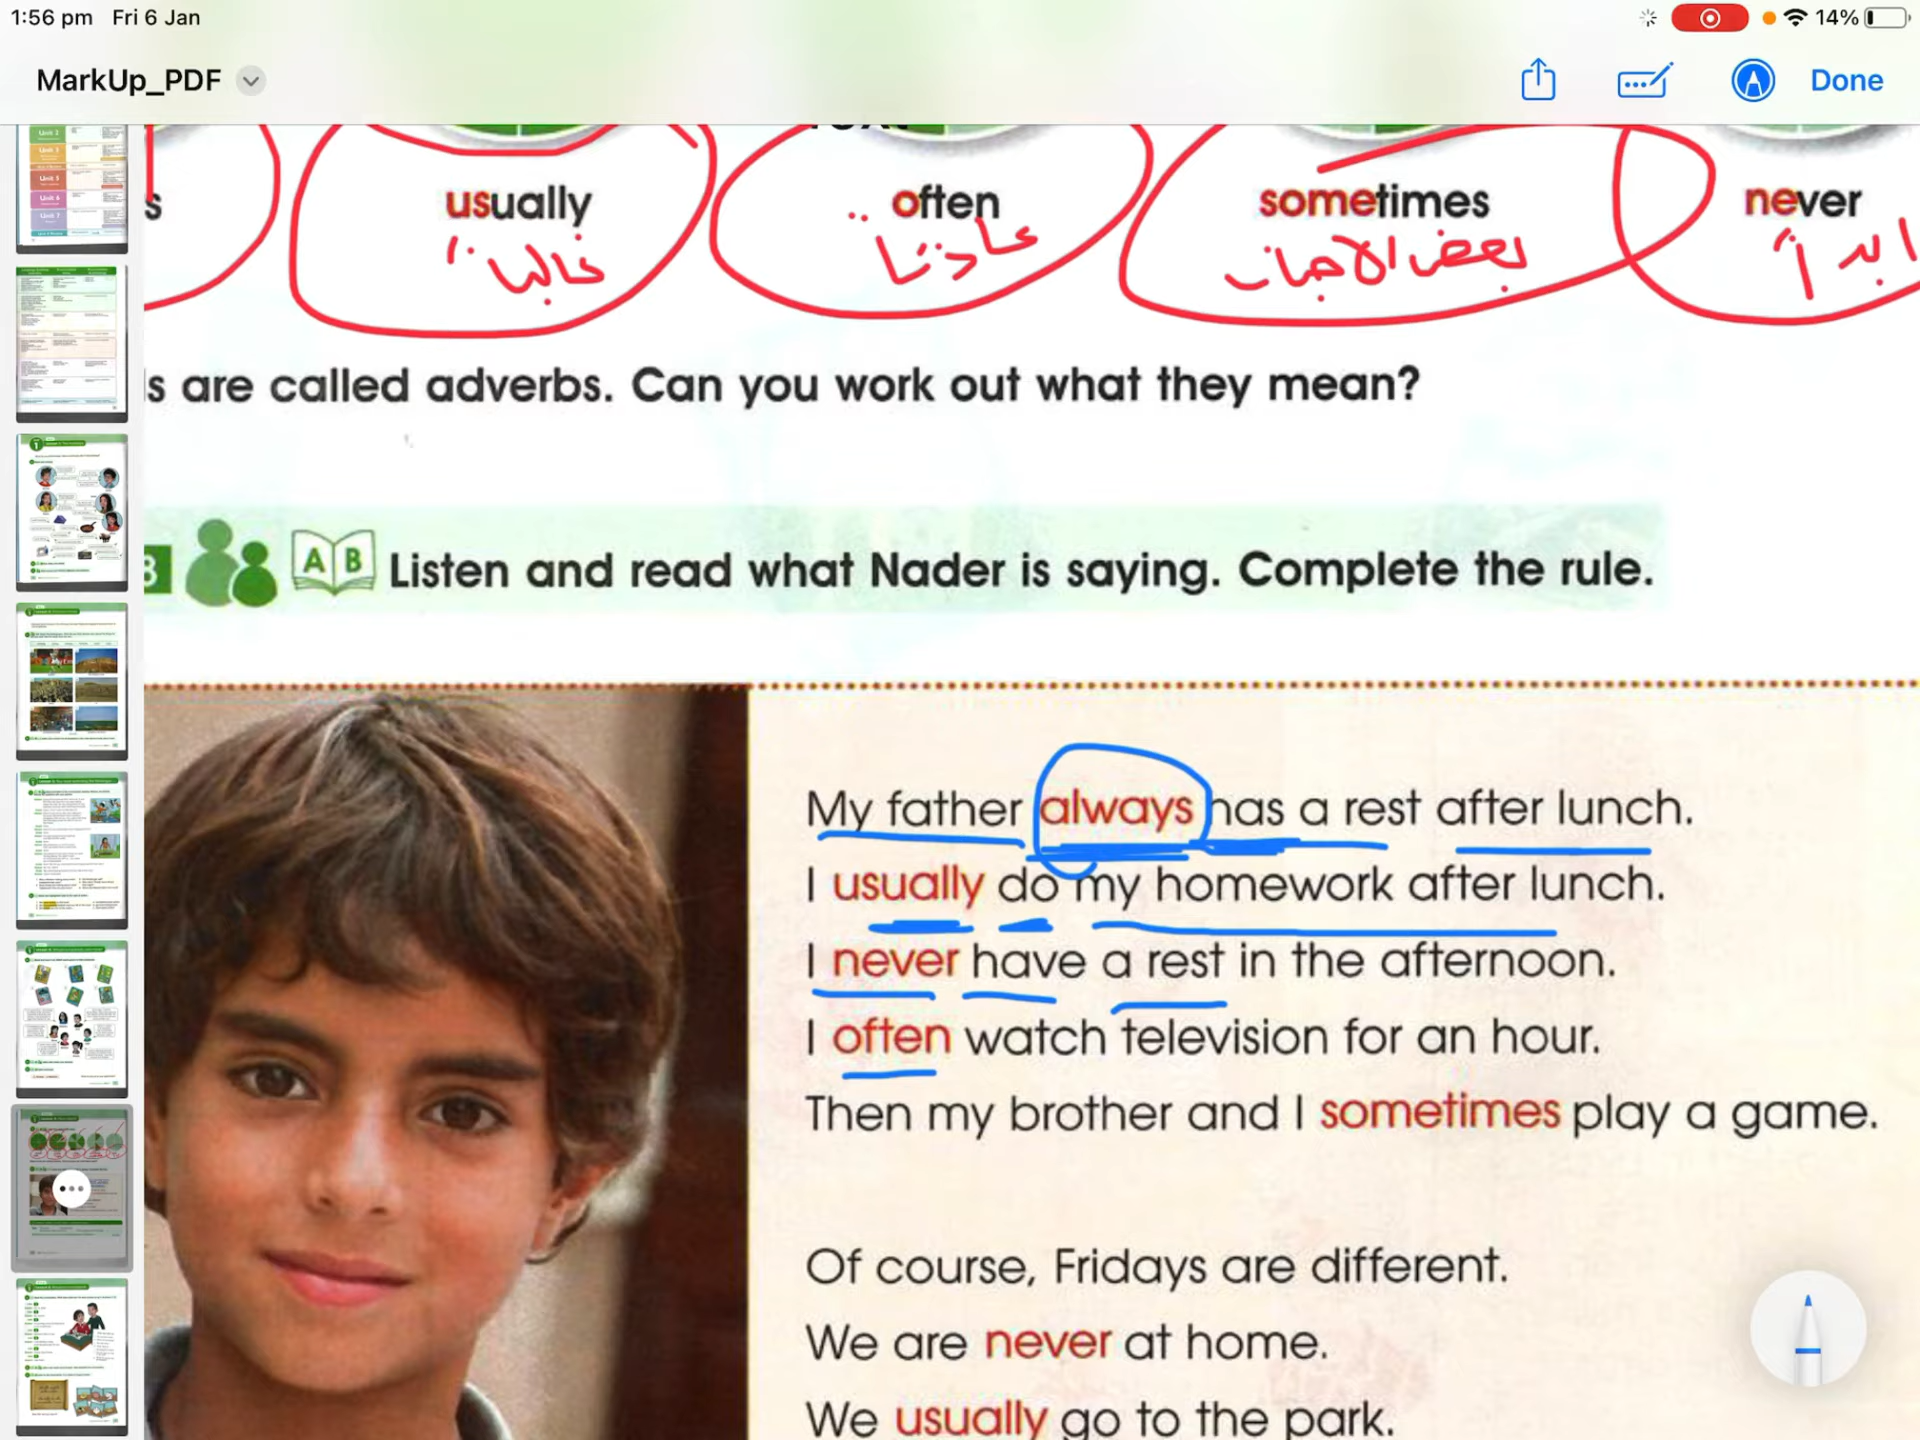 1:56 pm Fri 6 Jan 14%
MarkUp_PDF Done
s usually often sometimes never
غالباً عادتاً بعض الاحيان ابداً
s are called adverbs. Can you work out what they mean?
3 A B Listen and read what Nader is saying. Complete the rule.
My father always has a rest after lunch.
I usually do my homework after lunch.
I never have a rest in the afternoon.
I often watch television for an hour.
Then my brother and I sometimes play a game.
Of course, Fridays are different.
We are never at home.
We usually go to the park.